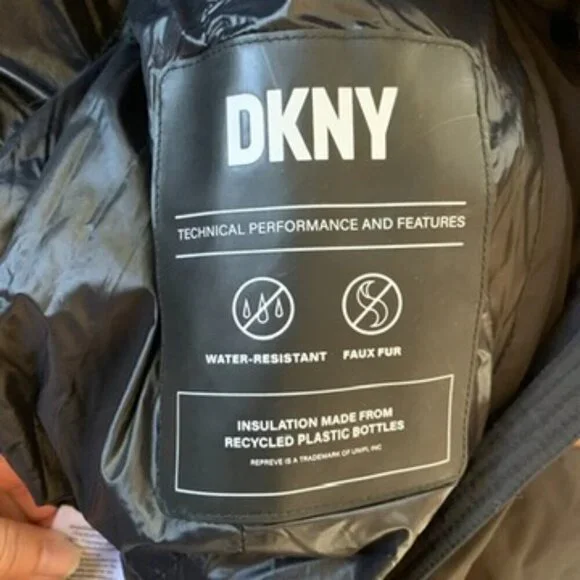 DKNY
TECHNICAL PERFORMANCE AND FEATURES
WATER-RESISTANT FAUX FUR
INSULATION MADE FROM
RECYCLED PLASTIC BOTTLES
REPREVE IS A TRADEMARK OF UNIFI, INC